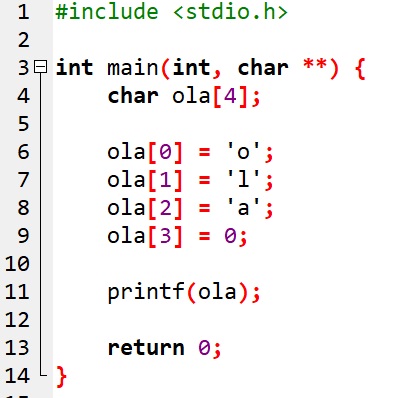 1 #include <stdio.h>
2
3 int main(int, char **) {
4     char ola[4];
5
6     ola[0] = 'o';
7     ola[1] = 'l';
8     ola[2] = 'a';
9     ola[3] = 0;
10
11     printf(ola);
12
13     return 0;
14 }